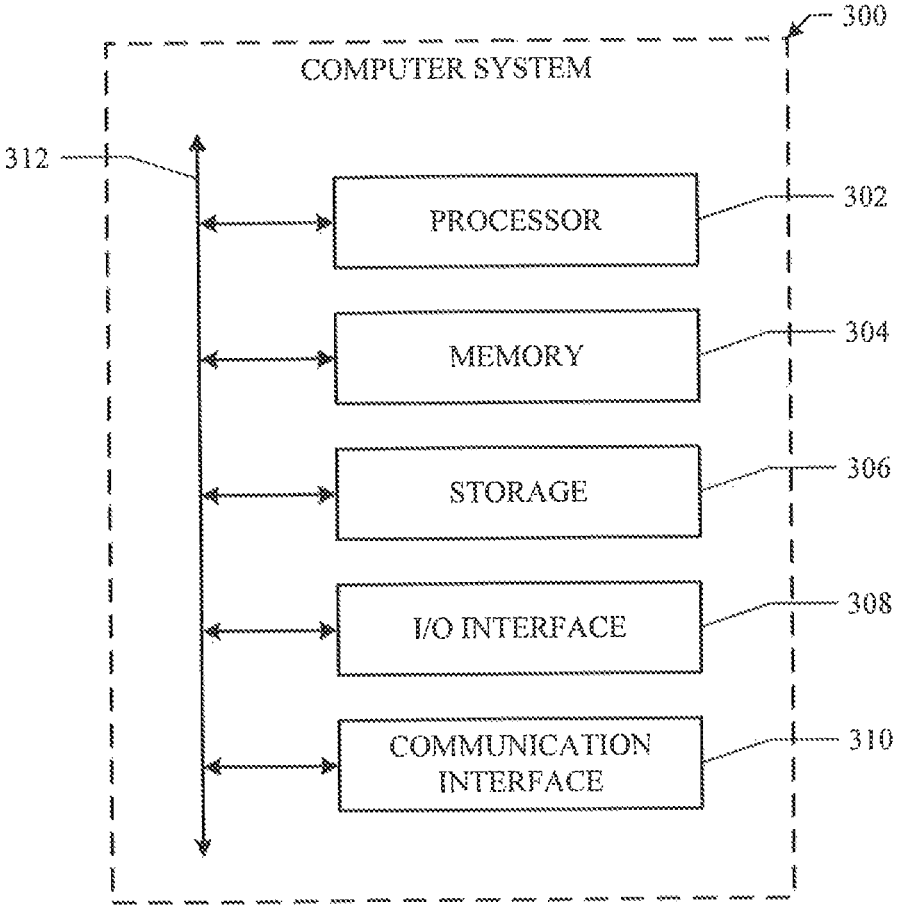 300
COMPUTER SYSTEM
312
PROCESSOR
302
MEMORY
304
STORAGE
306
I/O INTERFACE
308
COMMUNICATION
INTERFACE
310